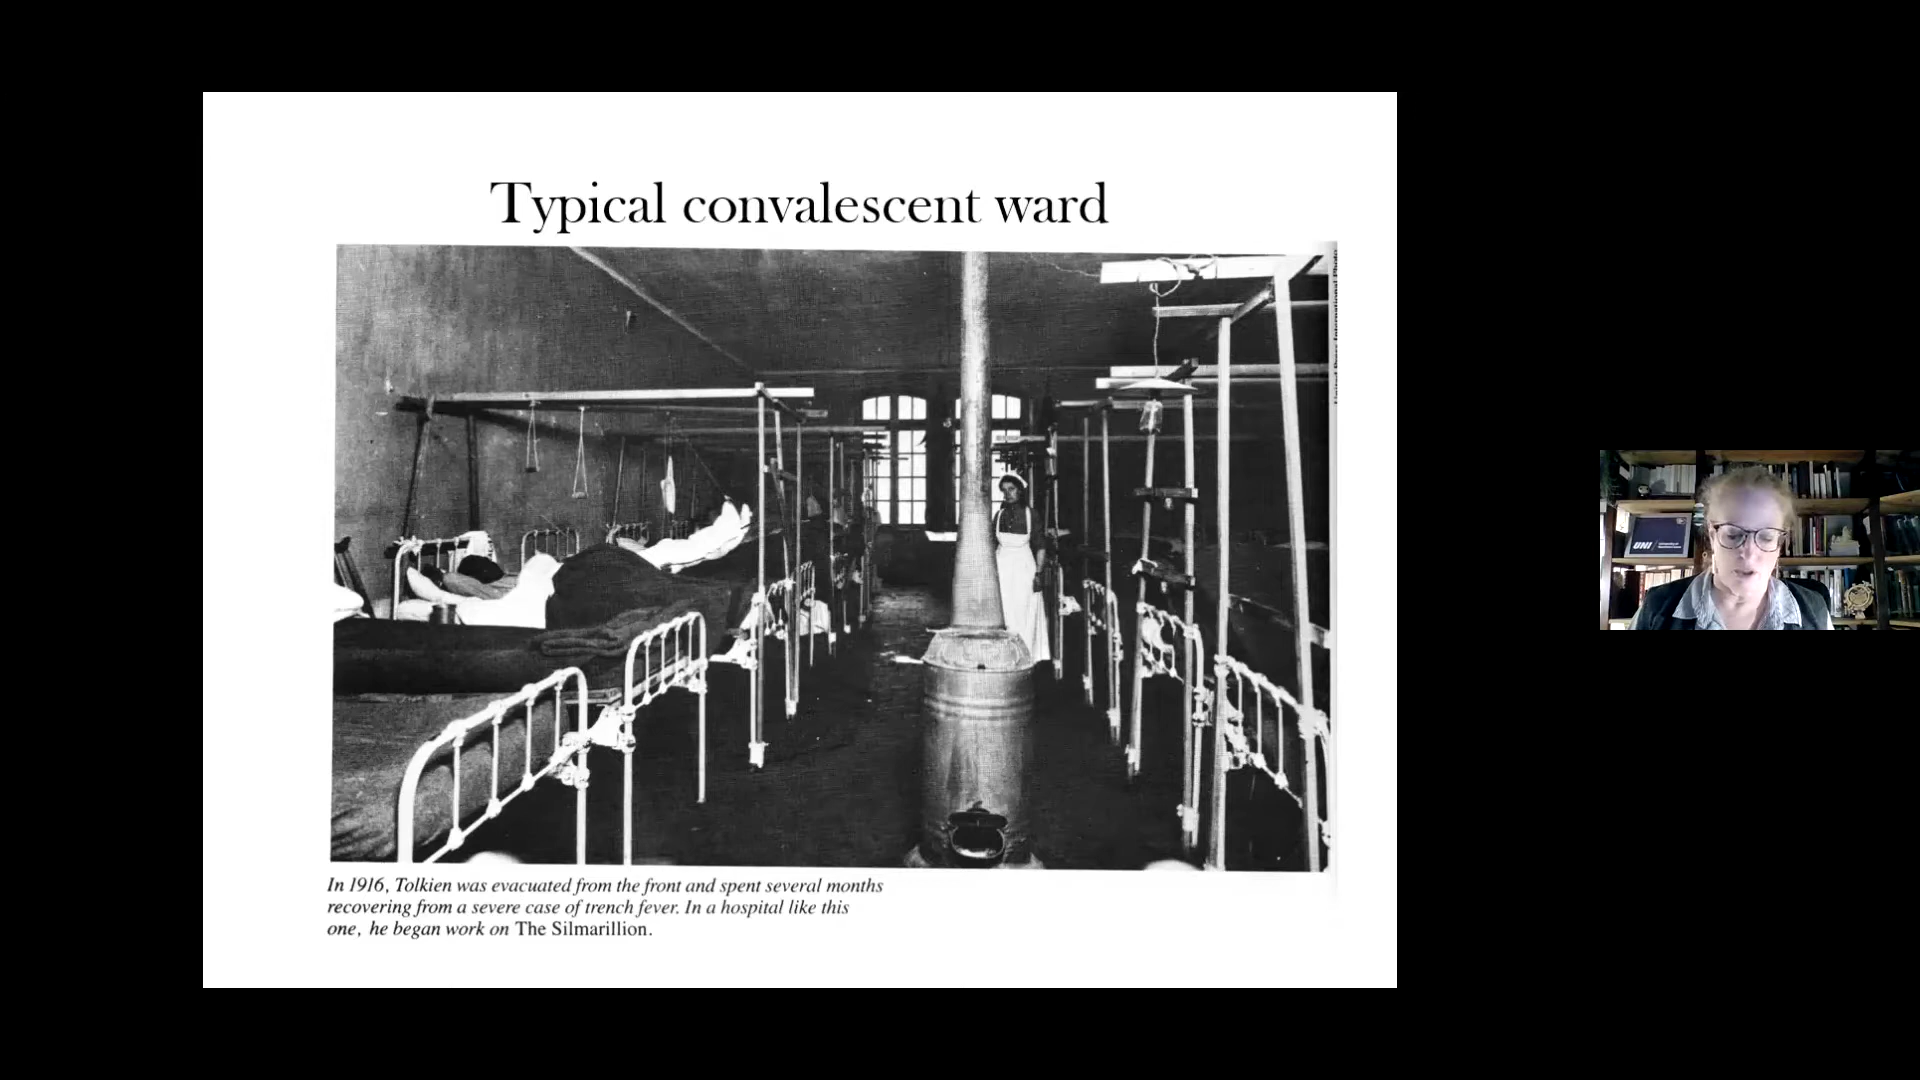 Typical convalescent ward
In 1916, Tolkien was evacuated from the front and spent several months
recovering from a severe case of trench fever. In a hospital like this
one, he began work on The Silmarillion.
UNI